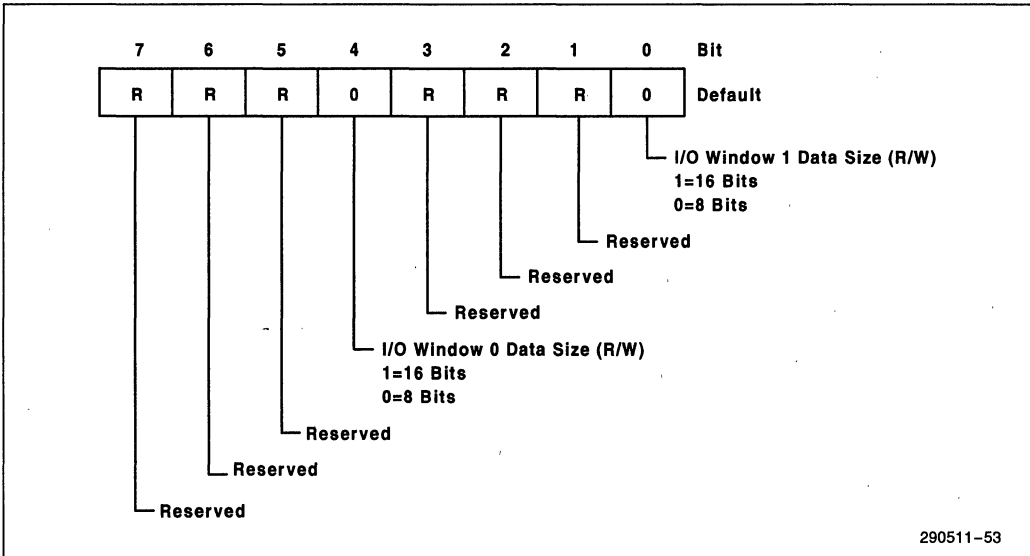 7 6 5 4 3 2 1 0 Bit
R R R 0 R R R 0 Default
I/O Window 1 Data Size (R/W)
1=16 Bits
0=8 Bits
Reserved
Reserved
Reserved
I/O Window 0 Data Size (R/W)
1=16 Bits
0=8 Bits
Reserved
Reserved
Reserved
290511–53